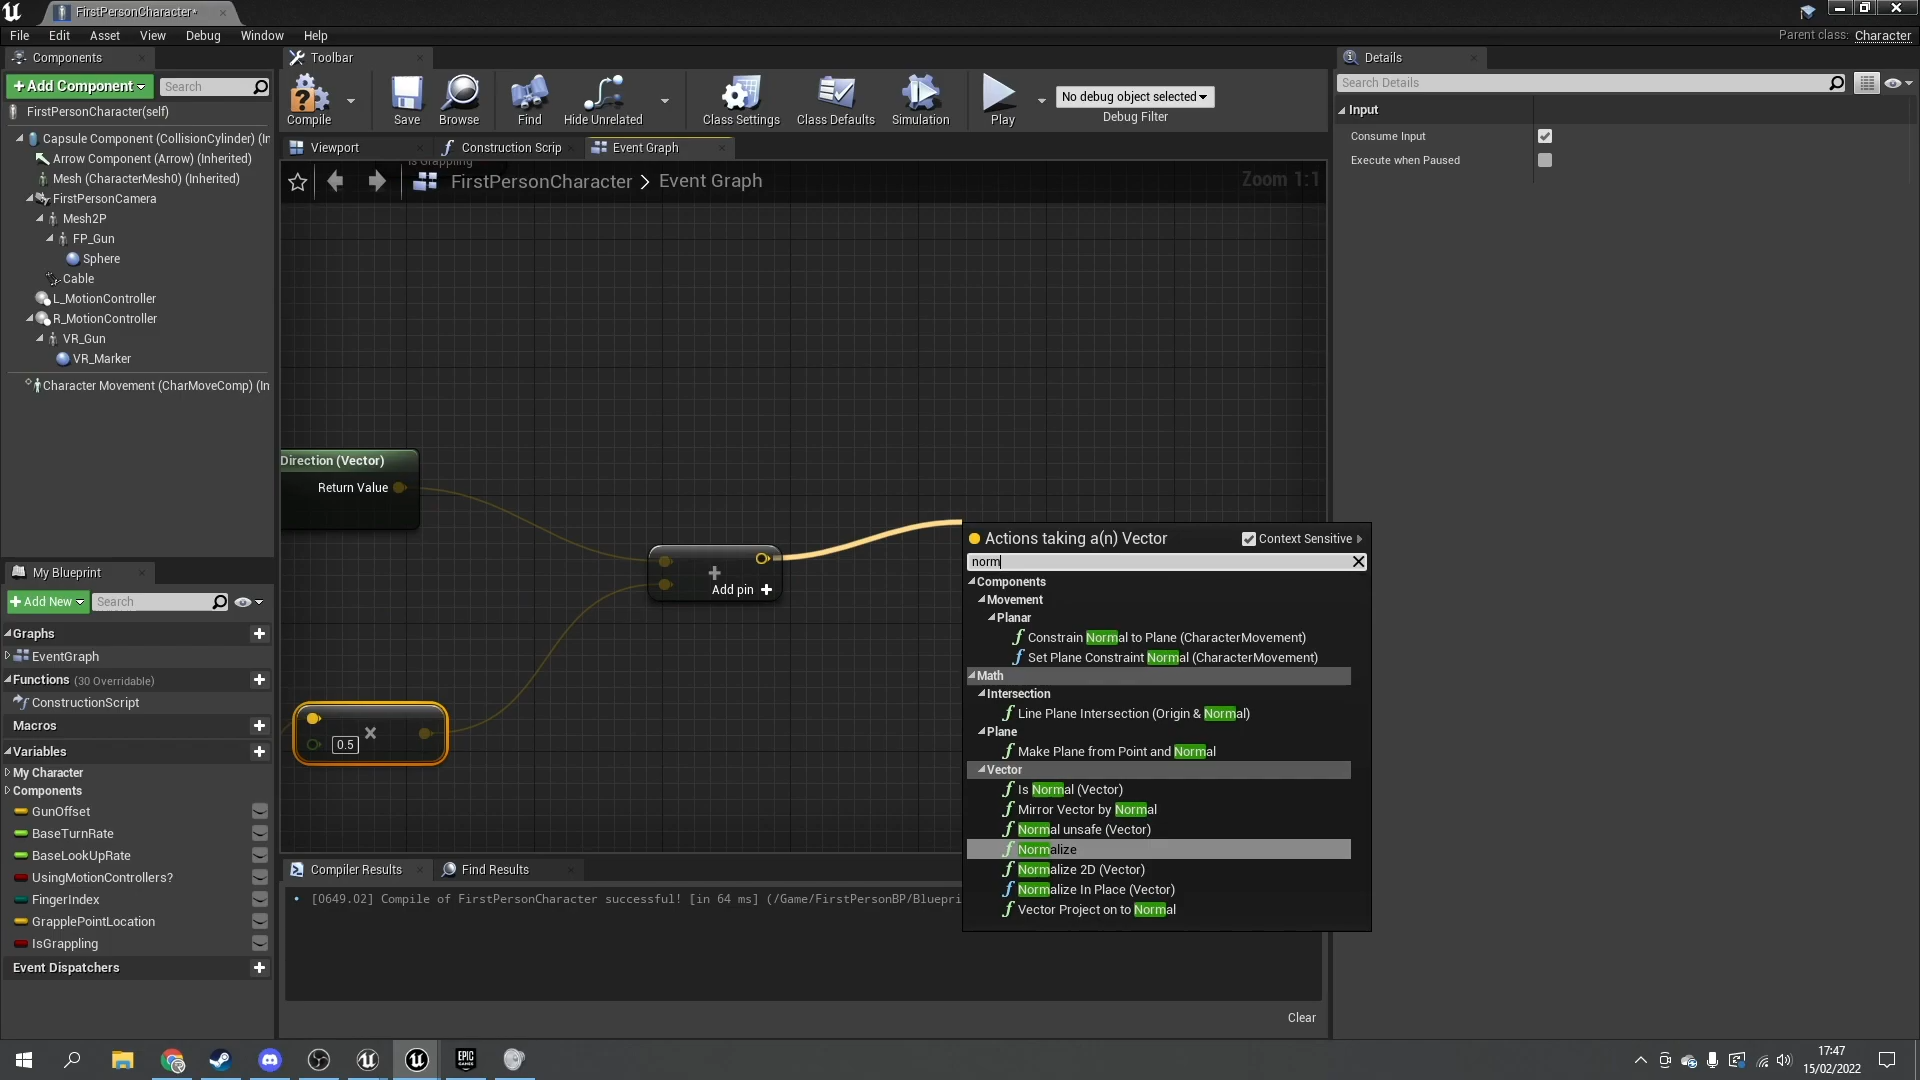 FirstPersonCharacter*
File Edit Asset View Debug Window Help
Parent class: Character
Components
Toolbar
Details
+ Add Component
Search
Search Details
FirstPersonCharacter(self)
Capsule Component (CollisionCylinder) (In
Arrow Component (Arrow) (Inherited)
Mesh (CharacterMesh0) (Inherited)
FirstPersonCamera
Mesh2P
FP_Gun
Sphere
Cable
L_MotionController
R_MotionController
VR_Gun
VR_Marker
Character Movement (CharMoveComp) (In
Compile
Save
Browse
Find
Hide Unrelated
Class Settings
Class Defaults
Simulation
Play
No debug object selected
Debug Filter
Input
Consume Input
Execute when Paused
Viewport
Construction Scrip
Event Graph
Is Grappling
FirstPersonCharacter > Event Graph
Zoom 1:1
Direction (Vector)
Return Value
+
Add pin +
X
0.5
Actions taking a(n) Vector
Context Sensitive
norm
Components
Movement
Planar
Constrain Normal to Plane (CharacterMovement)
Set Plane Constraint Normal (CharacterMovement)
Math
Intersection
Line Plane Intersection (Origin & Normal)
Plane
Make Plane from Point and Normal
Vector
Is Normal (Vector)
Mirror Vector by Normal
Normal unsafe (Vector)
Normalize
Normalize 2D (Vector)
Normalize In Place (Vector)
Vector Project on to Normal
My Blueprint
+ Add New
Search
Graphs
EventGraph
Functions (30 Overridable)
ConstructionScript
Macros
Variables
My Character
Components
GunOffset
BaseTurnRate
BaseLookUpRate
UsingMotionControllers?
FingerIndex
GrapplePointLocation
IsGrappling
Event Dispatchers
Compiler Results
Find Results
[0649.02] Compile of FirstPersonCharacter successful! [in 64 ms] (/Game/FirstPersonBP/Bluepri
Clear
EPIC
GAMES
17:47
15/02/2022